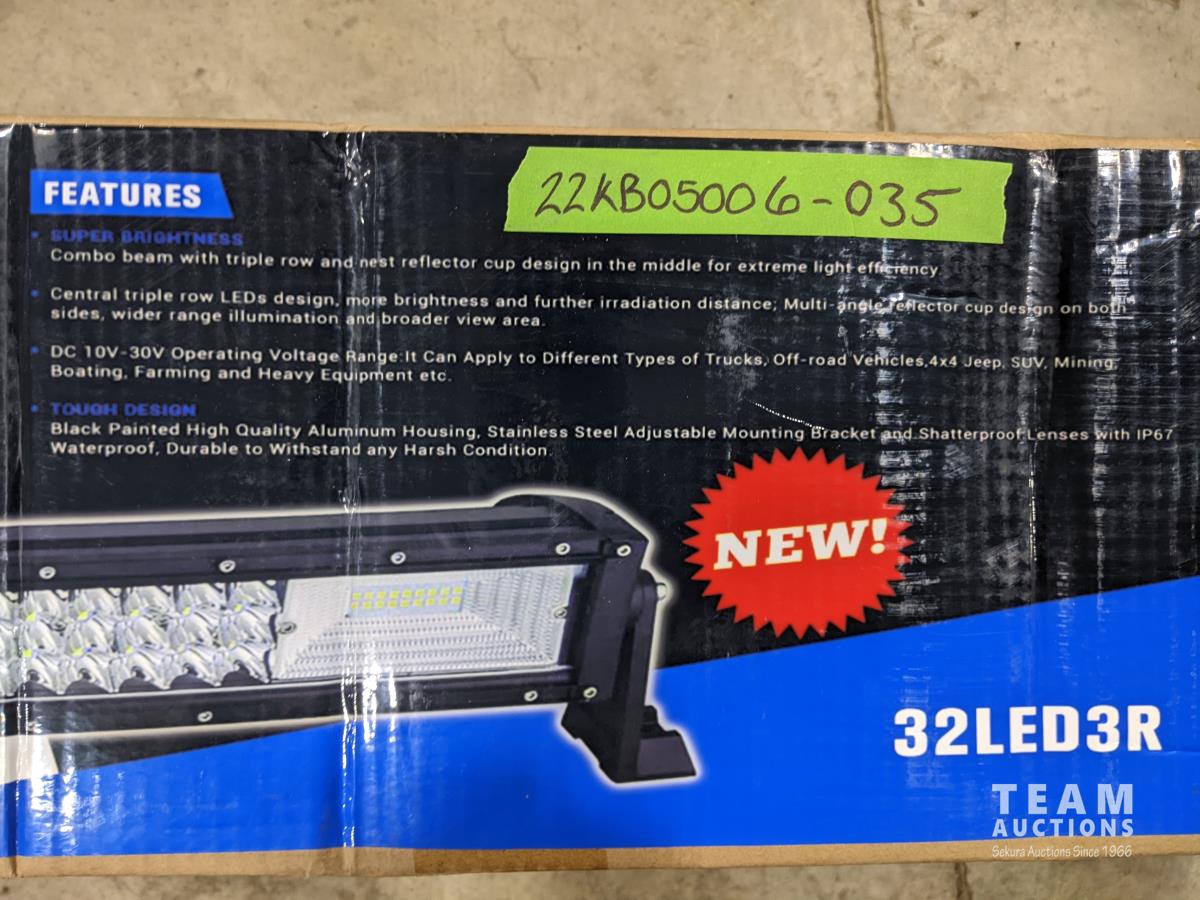 22KB05006-035
FEATURES
• SUPER BRIGHTNESS
Combo beam with triple row and nest reflector cup design in the middle for extreme light efficiency
• Central triple row LEDs design, more brightness and further irradiation distance; Multi-angle reflector cup design on both
sides, wider range illumination and broader view area.
• DC 10V-30V Operating Voltage Range:It Can Apply to Different Types of Trucks, Off-road Vehicles,4x4 Jeep, SUV, Mining,
Boating, Farming and Heavy Equipment etc.
• TOUGH DESIGN
Black Painted High Quality Aluminum Housing, Stainless Steel Adjustable Mounting Bracket and Shatterproof Lenses with IP67
Waterproof, Durable to Withstand any Harsh Condition.
NEW!
32LED3R
TEAM
AUCTIONS
Sekura Auctions Since 1966